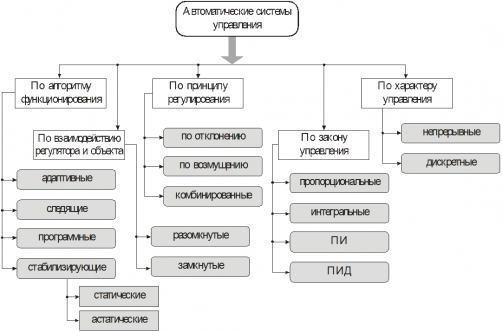 Автоматические системы
управления
По алгоритму
функционирования
По взаимодействию
регулятора и объекта
По принципу
регулирования
По закону
управления
По характеру
управления
адаптивные
следящие
программные
стабилизирующие
статические
астатические
разомкнутые
замкнутые
по отклонению
по возмущению
комбинированные
пропорциональные
интегральные
ПИ
ПИД
непрерывные
дискретные